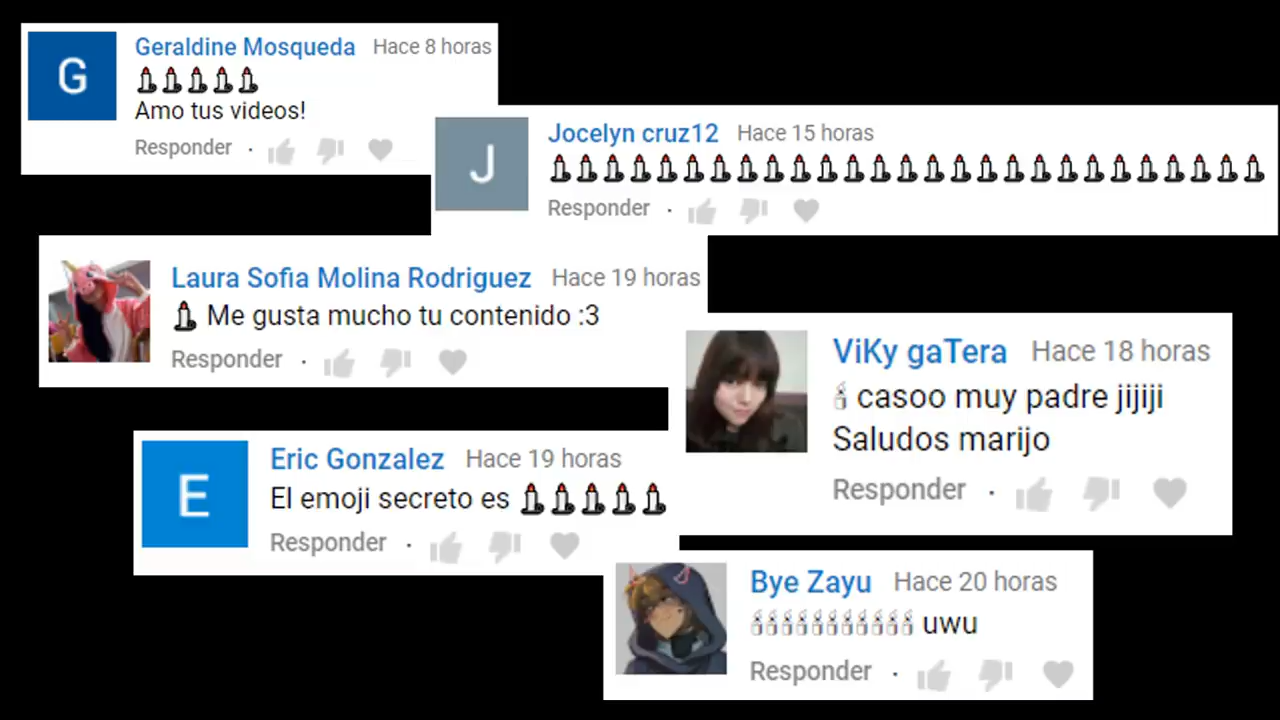 G
Geraldine Mosqueda Hace 8 horas
🕯🕯🕯🕯🕯
Amo tus videos!
Responder ·
J
Jocelyn cruz12 Hace 15 horas
🕯🕯🕯🕯🕯🕯🕯🕯🕯🕯🕯🕯🕯🕯🕯🕯🕯🕯🕯🕯🕯🕯🕯🕯🕯🕯🕯
Responder ·
Laura Sofia Molina Rodriguez Hace 19 horas
🕯 Me gusta mucho tu contenido :3
Responder ·
ViKy gaTera Hace 18 horas
🕯 casoo muy padre jijiji
Saludos marijo
Responder ·
E
Eric Gonzalez Hace 19 horas
El emoji secreto es 🕯🕯🕯🕯🕯
Responder ·
Bye Zayu Hace 20 horas
🕯🕯🕯🕯🕯🕯🕯🕯🕯🕯🕯 uwu
Responder ·